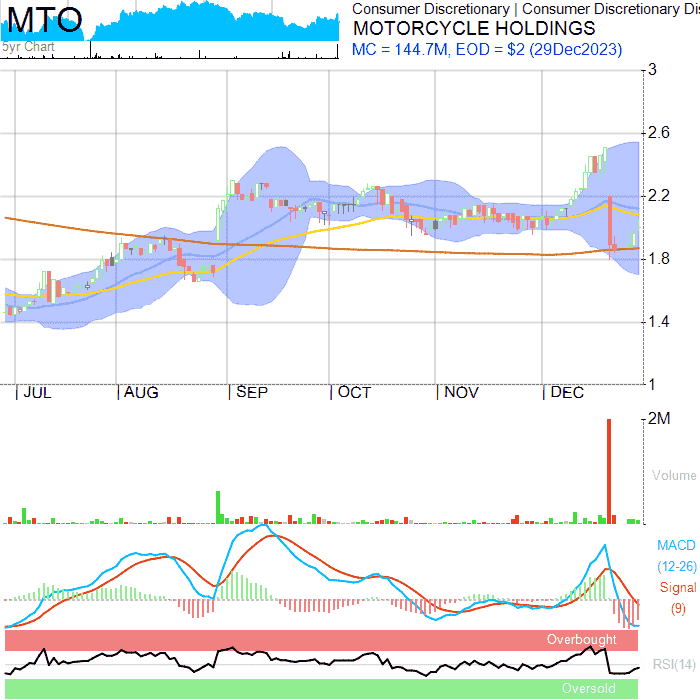 MTO
5yr Chart
Consumer Discretionary | Consumer Discretionary Dis
MOTORCYCLE HOLDINGS
MC = 144.7M, EOD = $2 (29Dec2023)
3
2.6
2.2
1.8
1.4
1
JUL AUG SEP OCT NOV DEC
2M
Volume
MACD
(12-26)
Signal
(9)
Overbought
RSI(14)
Oversold